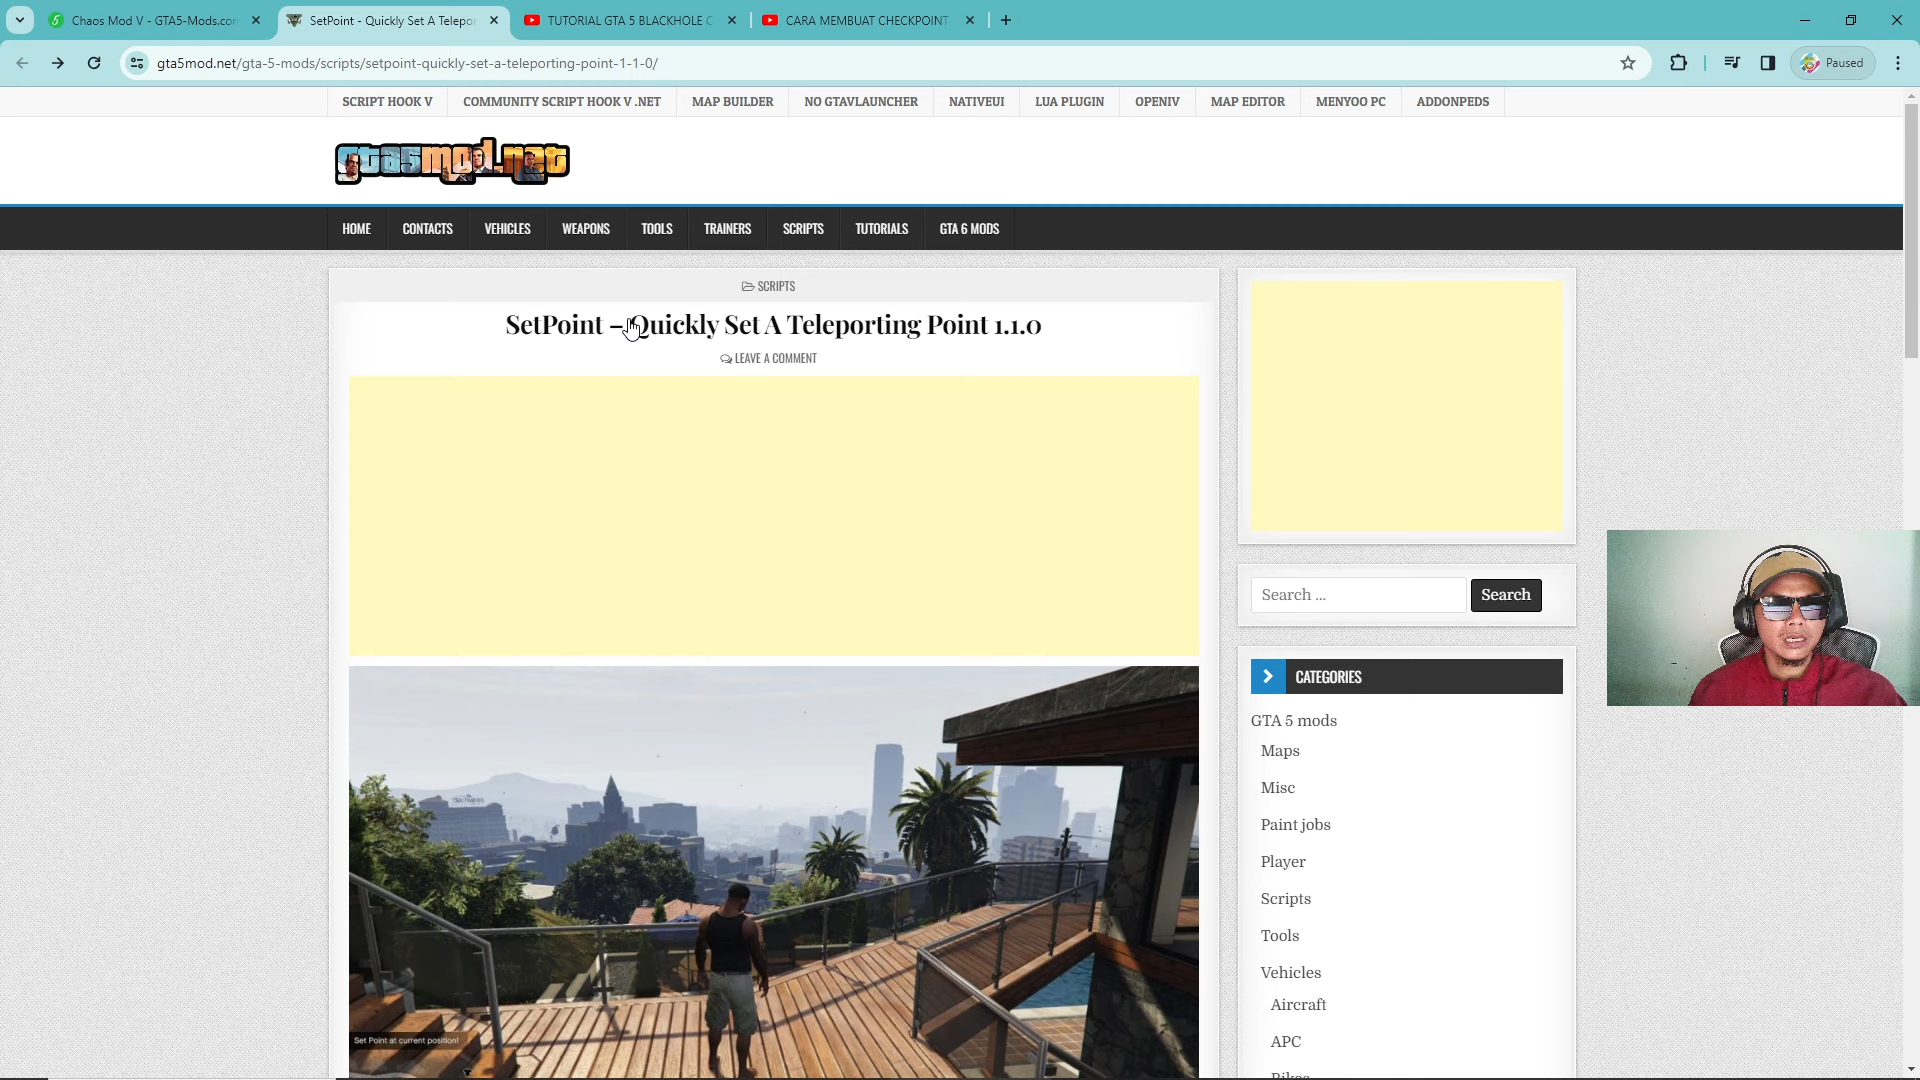 Chaos Mod V - GTA5-Mods.com
SetPoint - Quickly Set A Telepor
TUTORIAL GTA 5 BLACKHOLE C
CARA MEMBUAT CHECKPOINT
gta5mod.net/gta-5-mods/scripts/setpoint-quickly-set-a-teleporting-point-1-1-0/
Paused
SCRIPT HOOK V
COMMUNITY SCRIPT HOOK V .NET
MAP BUILDER
NO GTAVLAUNCHER
NATIVEUI
LUA PLUGIN
OPENIV
MAP EDITOR
MENYOO PC
ADDONPEDS
gta5mod.net
HOME
CONTACTS
VEHICLES
WEAPONS
TOOLS
TRAINERS
SCRIPTS
TUTORIALS
GTA 6 MODS
SCRIPTS
SetPoint – Quickly Set A Teleporting Point 1.1.0
LEAVE A COMMENT
Search ...
Search
CATEGORIES
GTA 5 mods
Maps
Misc
Paint jobs
Player
Scripts
Tools
Vehicles
Aircraft
APC
Bikes
Set Point at current position!